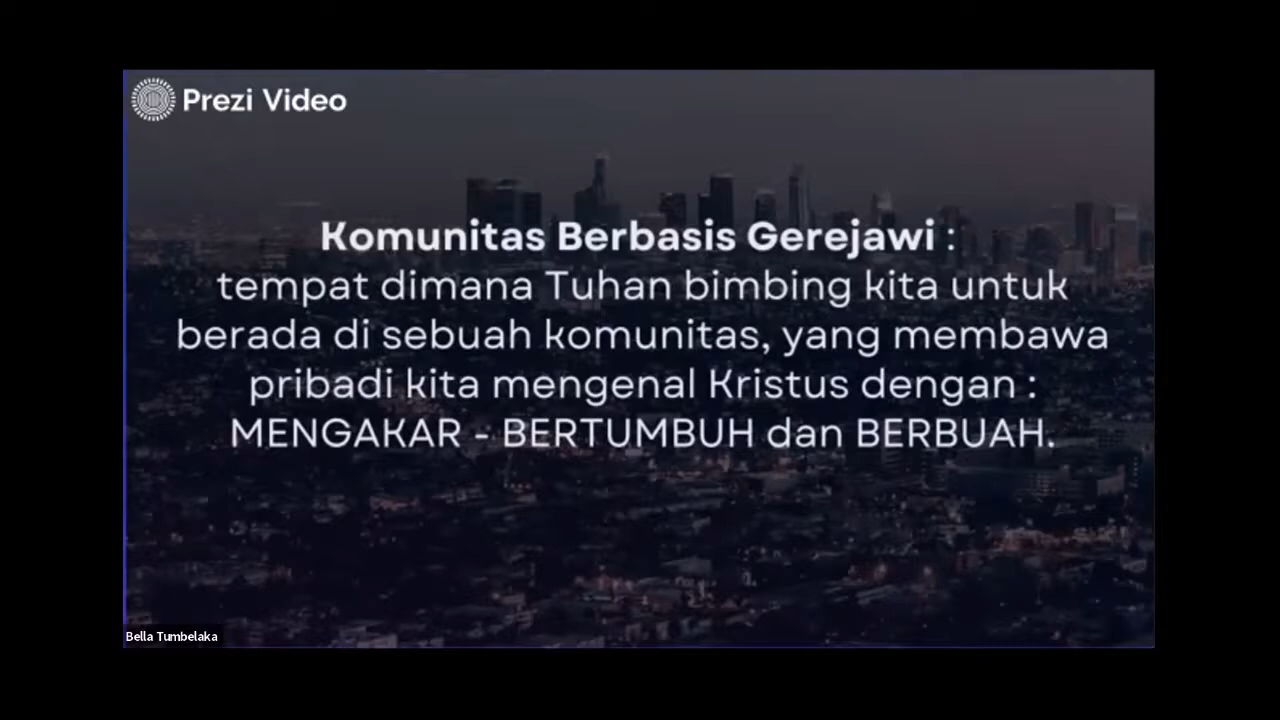 Prezi Video
Komunitas Berbasis Gerejawi :
tempat dimana Tuhan bimbing kita untuk
berada di sebuah komunitas, yang membawa
pribadi kita mengenal Kristus dengan :
MENGAKAR - BERTUMBUH dan BERBUAH.
Bella Tumbelaka